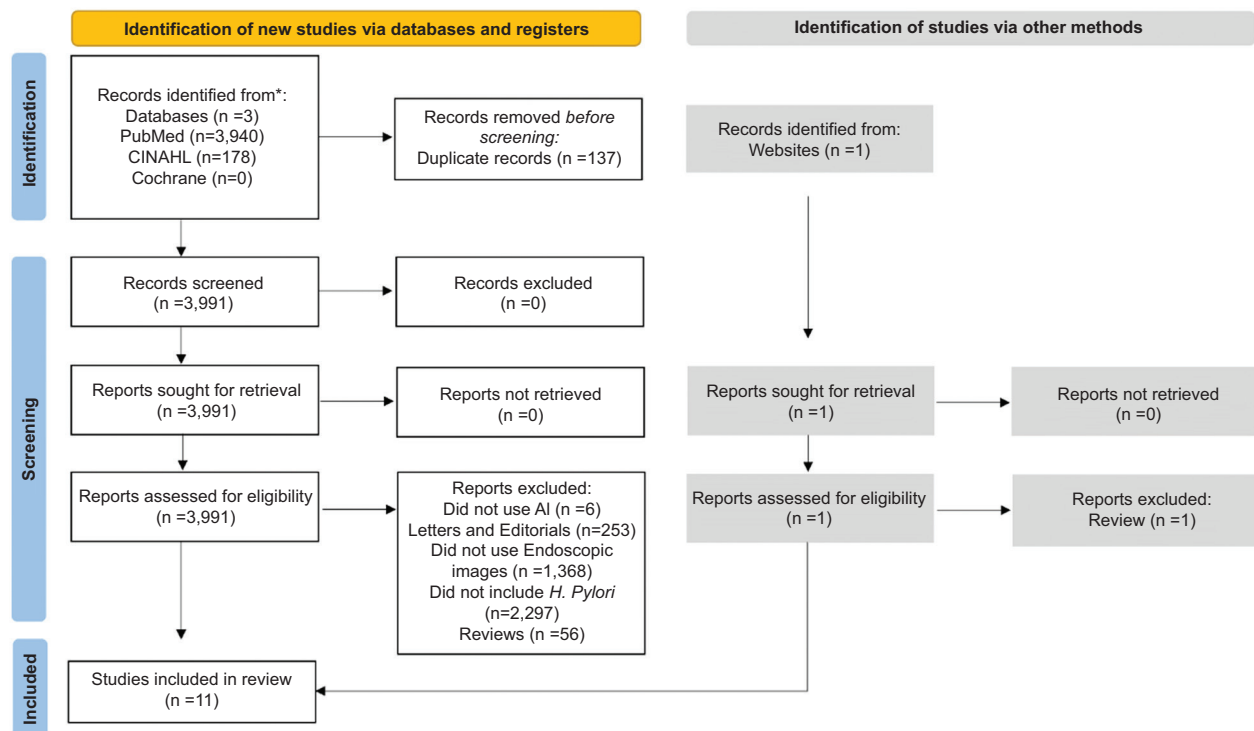 Identification of new studies via databases and registers
Identification of studies via other methods
Identification
Records identified from*:
Databases (n =3)
PubMed (n=3,940)
CINAHL (n=178)
Cochrane (n=0)
Records removed before
screening:
Duplicate records (n =137)
Records identified from:
Websites (n =1)
Screening
Records screened
(n =3,991)
Records excluded
(n =0)
Reports sought for retrieval
(n =3,991)
Reports not retrieved
(n =0)
Reports sought for retrieval
(n =1)
Reports not retrieved
(n =0)
Reports assessed for eligibility
(n =3,991)
Reports excluded:
Did not use AI (n =6)
Letters and Editorials (n=253)
Did not use Endoscopic
images (n =1,368)
Did not include H. Pylori
(n=2,297)
Reviews (n =56)
Reports assessed for eligibility
(n =1)
Reports excluded:
Review (n =1)
Included
Studies included in review
(n =11)